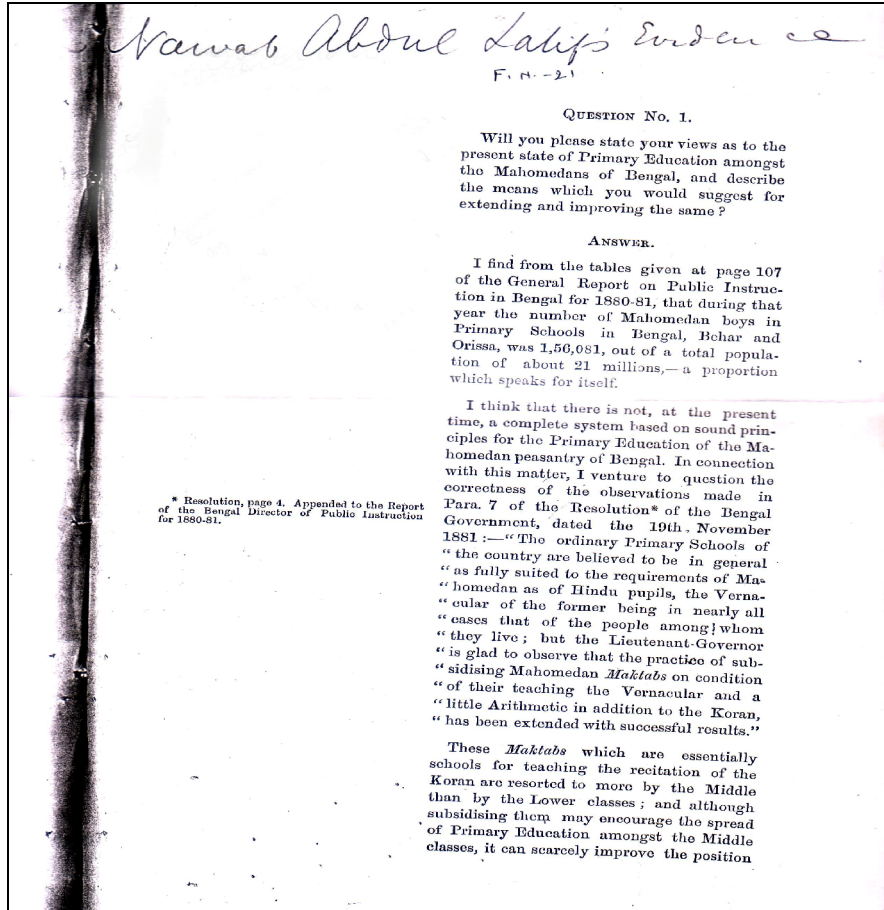 Nawab Abdul Latif's Evidence
F. N. -21
QUESTION No. 1.
Will you please state your views as to the
present state of Primary Education amongst
the Mahomedans of Bengal, and describe
the means which you would suggest for
extending and improving the same ?
ANSWER.
I find from the tables given at page 107
of the General Report on Public Instruc-
tion in Bengal for 1880-81, that during that
year the number of Mahomedan boys in
Primary Schools in Bengal, Behar and
Orissa, was 1,56,081, out of a total popula-
tion of about 21 millions,— a proportion
which speaks for itself.
I think that there is not, at the present
time, a complete system based on sound prin-
ciples for the Primary Education of the Ma-
homedan peasantry of Bengal. In connection
with this matter, I venture to question the
correctness of the observations made in
Para. 7 of the Resolution* of the Bengal
Government, dated the 19th, November
1881 :—“ The ordinary Primary Schools of
“ the country are believed to be in general
“ as fully suited to the requirements of Ma-
“ homedan as of Hindu pupils, the Verna-
“ cular of the former being in nearly all
“ cases that of the people among whom
“ they live ; but the Lieutenant-Governor
“ is glad to observe that the practice of sub-
“ sidising Mahomedan Maktabs on condition
“ of their teaching the Vernacular and a
“ little Arithmetic in addition to the Koran,
“ has been extended with successful results.”
* Resolution, page 4. Appended to the Report
of the Bengal Director of Public Instruction
for 1880-81.
These Maktabs which are essentially
schools for teaching the recitation of the
Koran are resorted to more by the Middle
than by the Lower classes ; and although
subsidising them may encourage the spread
of Primary Education amongst the Middle
classes, it can scarcely improve the position